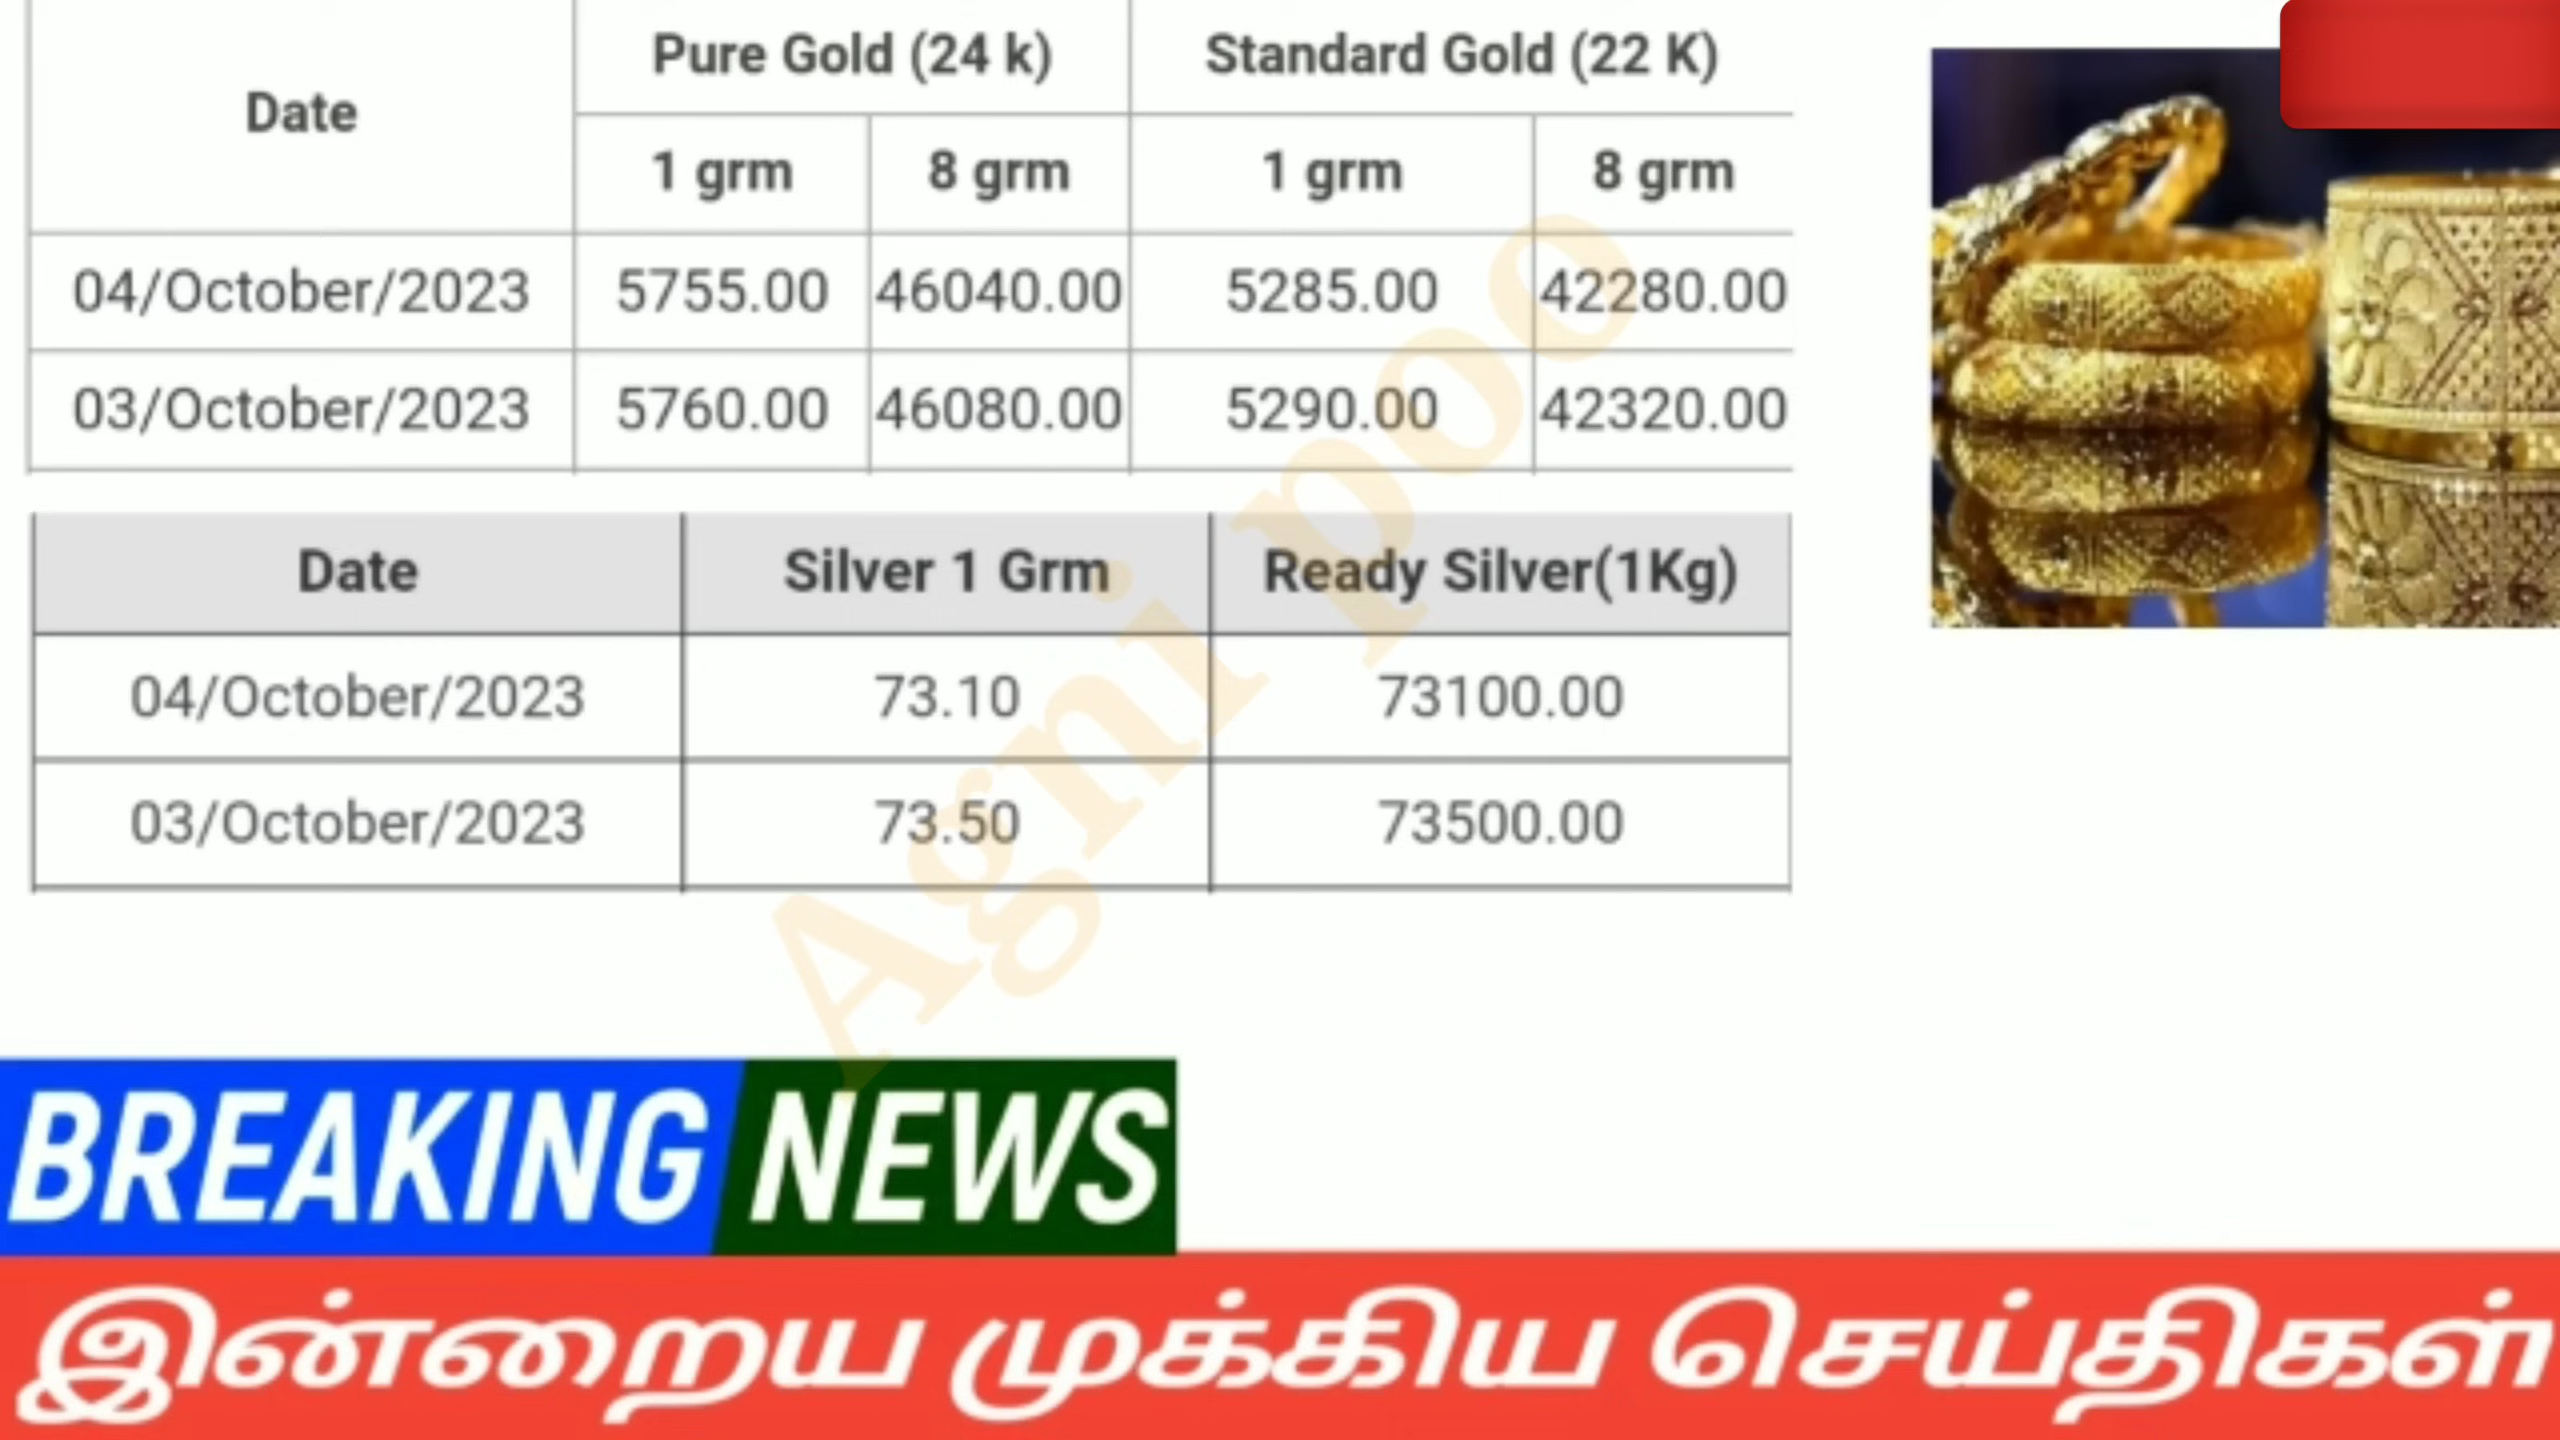 Date Pure Gold (24 k) Standard Gold (22 K)
1 grm 8 grm 1 grm 8 grm
04/October/2023 5755.00 46040.00 5285.00 42280.00
03/October/2023 5760.00 46080.00 5290.00 42320.00
Date Silver 1 Grm Ready Silver(1Kg)
04/October/2023 73.10 73100.00
03/October/2023 73.50 73500.00
Agni poo
BREAKING NEWS
இன்றைய முக்கிய செய்திகள்